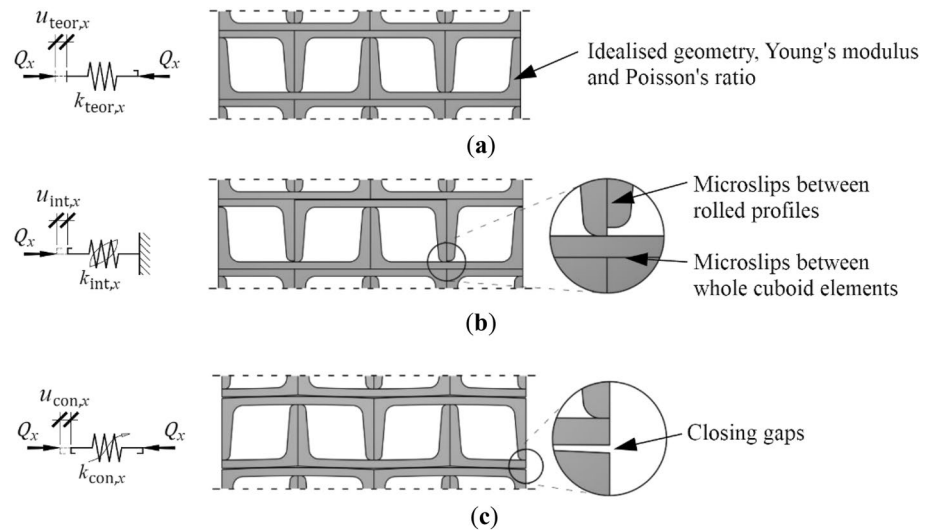 u_teor,x
Q_x Q_x
k_teor,x
Idealised geometry, Young's modulus
and Poisson's ratio
(a)
u_int,x
Q_x
k_int,x
Microslips between
rolled profiles
Microslips between
whole cuboid elements
(b)
u_con,x
Q_x Q_x
k_con,x
Closing gaps
(c)